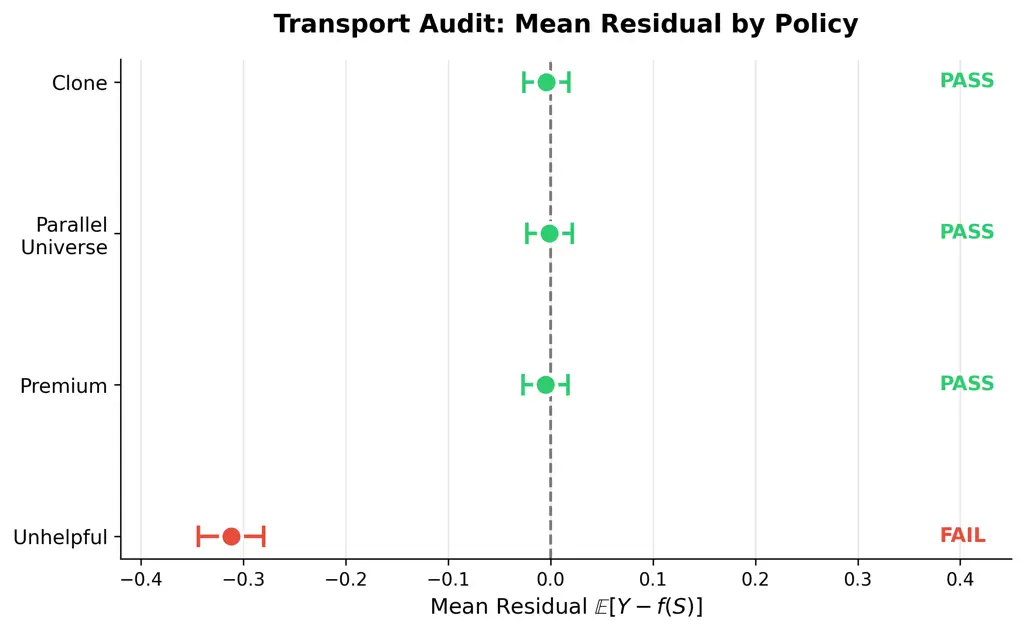 Transport Audit: Mean Residual by Policy
Clone
PASS
Parallel
Universe
PASS
Premium
PASS
Unhelpful
FAIL
−0.4 −0.3 −0.2 −0.1 0.0 0.1 0.2 0.3 0.4
Mean Residual 𝔼[Y − f(S)]